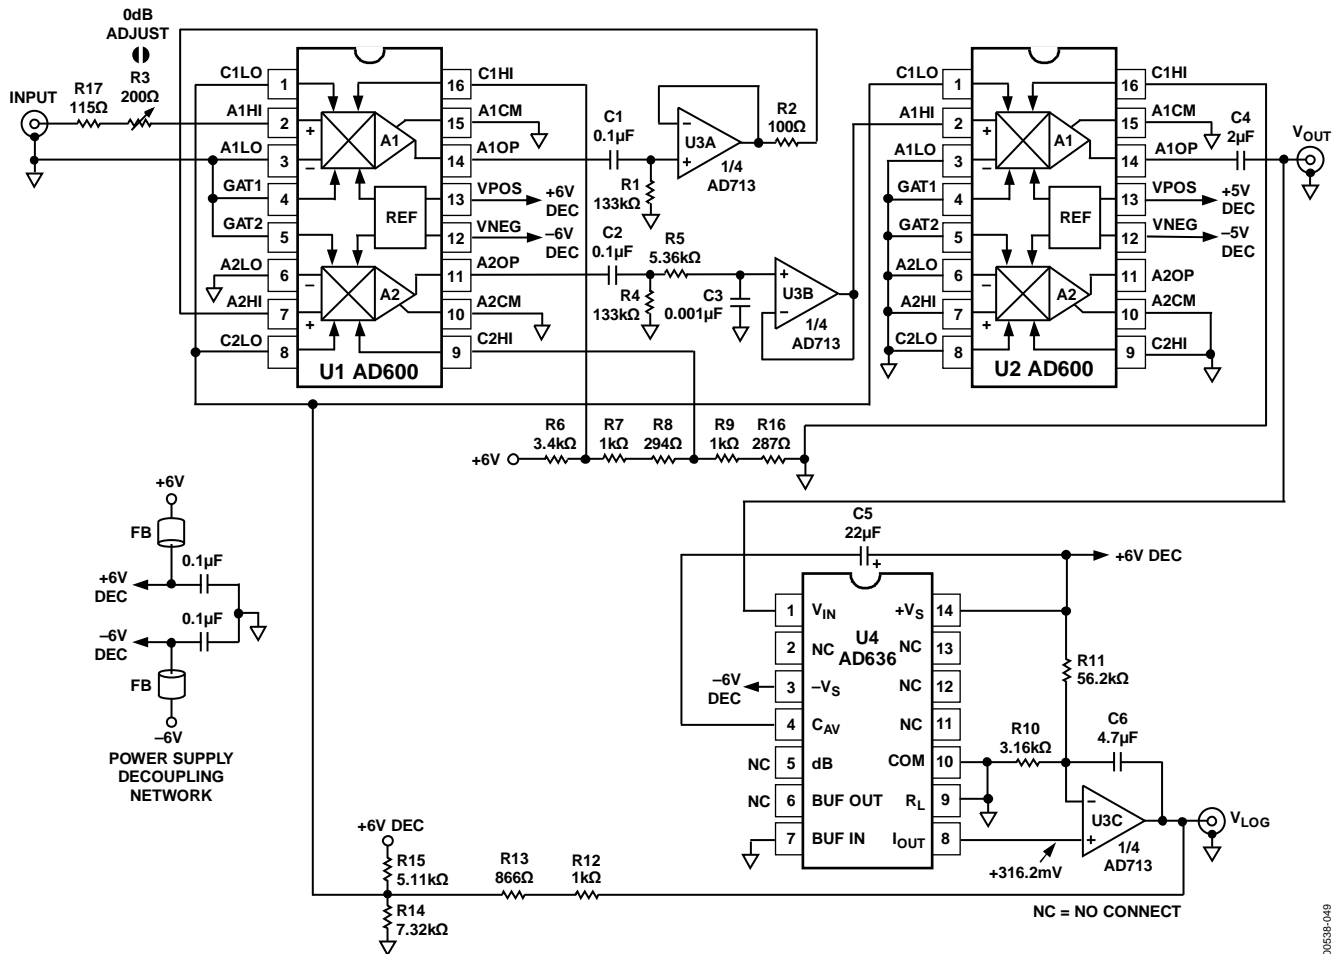 0dB
ADJUST
INPUT
R17
115Ω
R3
200Ω
C1LO
A1HI
A1LO
GAT1
GAT2
A2LO
A2HI
C2LO
1
2
3
4
5
6
7
8
+
–
A1
REF
–
+
A2
U1 AD600
16
15
14
13
12
11
10
9
C1HI
A1CM
A1OP
VPOS
VNEG
A2OP
A2CM
C2HI
+6V
DEC
–6V
DEC
C1
0.1µF
R1
133kΩ
–
+
U3A
1/4
AD713
R2
100Ω
C2
0.1µF
R5
5.36kΩ
R4
133kΩ
C3
0.001µF
+
–
U3B
1/4
AD713
C1LO
A1HI
A1LO
GAT1
GAT2
A2LO
A2HI
C2LO
1
2
3
4
5
6
7
8
+
–
A1
REF
–
+
A2
U2 AD600
16
15
14
13
12
11
10
9
C1HI
A1CM
A1OP
VPOS
VNEG
A2OP
A2CM
C2HI
+5V
DEC
–5V
DEC
C4
2µF
VOUT
+6V
R6
3.4kΩ
R7
1kΩ
R8
294Ω
R9
1kΩ
R16
287Ω
+6V
FB
0.1µF
+6V
DEC
0.1µF
–6V
DEC
FB
–6V
POWER SUPPLY
DECOUPLING
NETWORK
C5
22µF
+
+6V DEC
1
2
3
4
5
6
7
VIN
NC
–VS
CAV
dB
BUF OUT
BUF IN
U4
AD636
+VS
NC
NC
NC
COM
RL
IOUT
14
13
12
11
10
9
8
–6V
DEC
NC
NC
R11
56.2kΩ
R10
3.16kΩ
C6
4.7µF
–
+
U3C
1/4
AD713
VLOG
+316.2mV
NC = NO CONNECT
+6V DEC
R15
5.11kΩ
R14
7.32kΩ
R13
866Ω
R12
1kΩ
00538-049